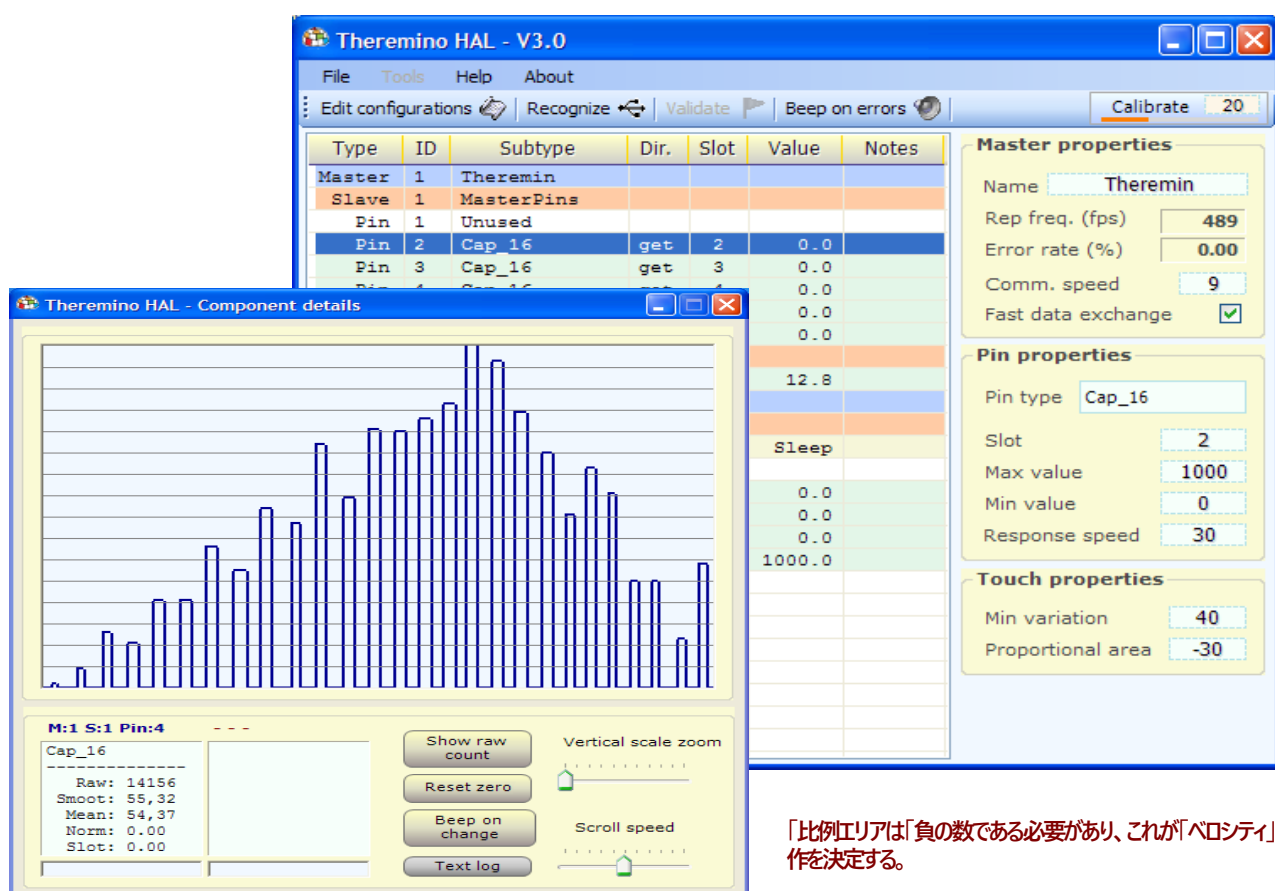 Theremino HAL - V3.0
File Tools Help About
Edit configurations Recognize Validate Beep on errors Calibrate 20
Type ID Subtype Dir. Slot Value Notes
Master 1 Theremin
Slave 1 MasterPins
Pin 1 Unused
Pin 2 Cap_16 get 2 0.0
Pin 3 Cap_16 get 3 0.0
0.0
0.0
0.0
12.8
Sleep
0.0
0.0
0.0
1000.0
Master properties
Name Theremin
Rep freq. (fps) 489
Error rate (%) 0.00
Comm. speed 9
Fast data exchange
Pin properties
Pin type Cap_16
Slot 2
Max value 1000
Min value 0
Response speed 30
Touch properties
Min variation 40
Proportional area -30
Theremino HAL - Component details
M:1 S:1 Pin:4 - - -
Cap_16
--------------
Raw: 14156
Smoot: 55,32
Mean: 54,37
Norm: 0.00
Slot: 0.00
Show raw
count
Reset zero
Beep on
change
Text log
Vertical scale zoom
Scroll speed
「比例エリアは「負の数である必要があり、これが「ベロシティ」
作を決定する。